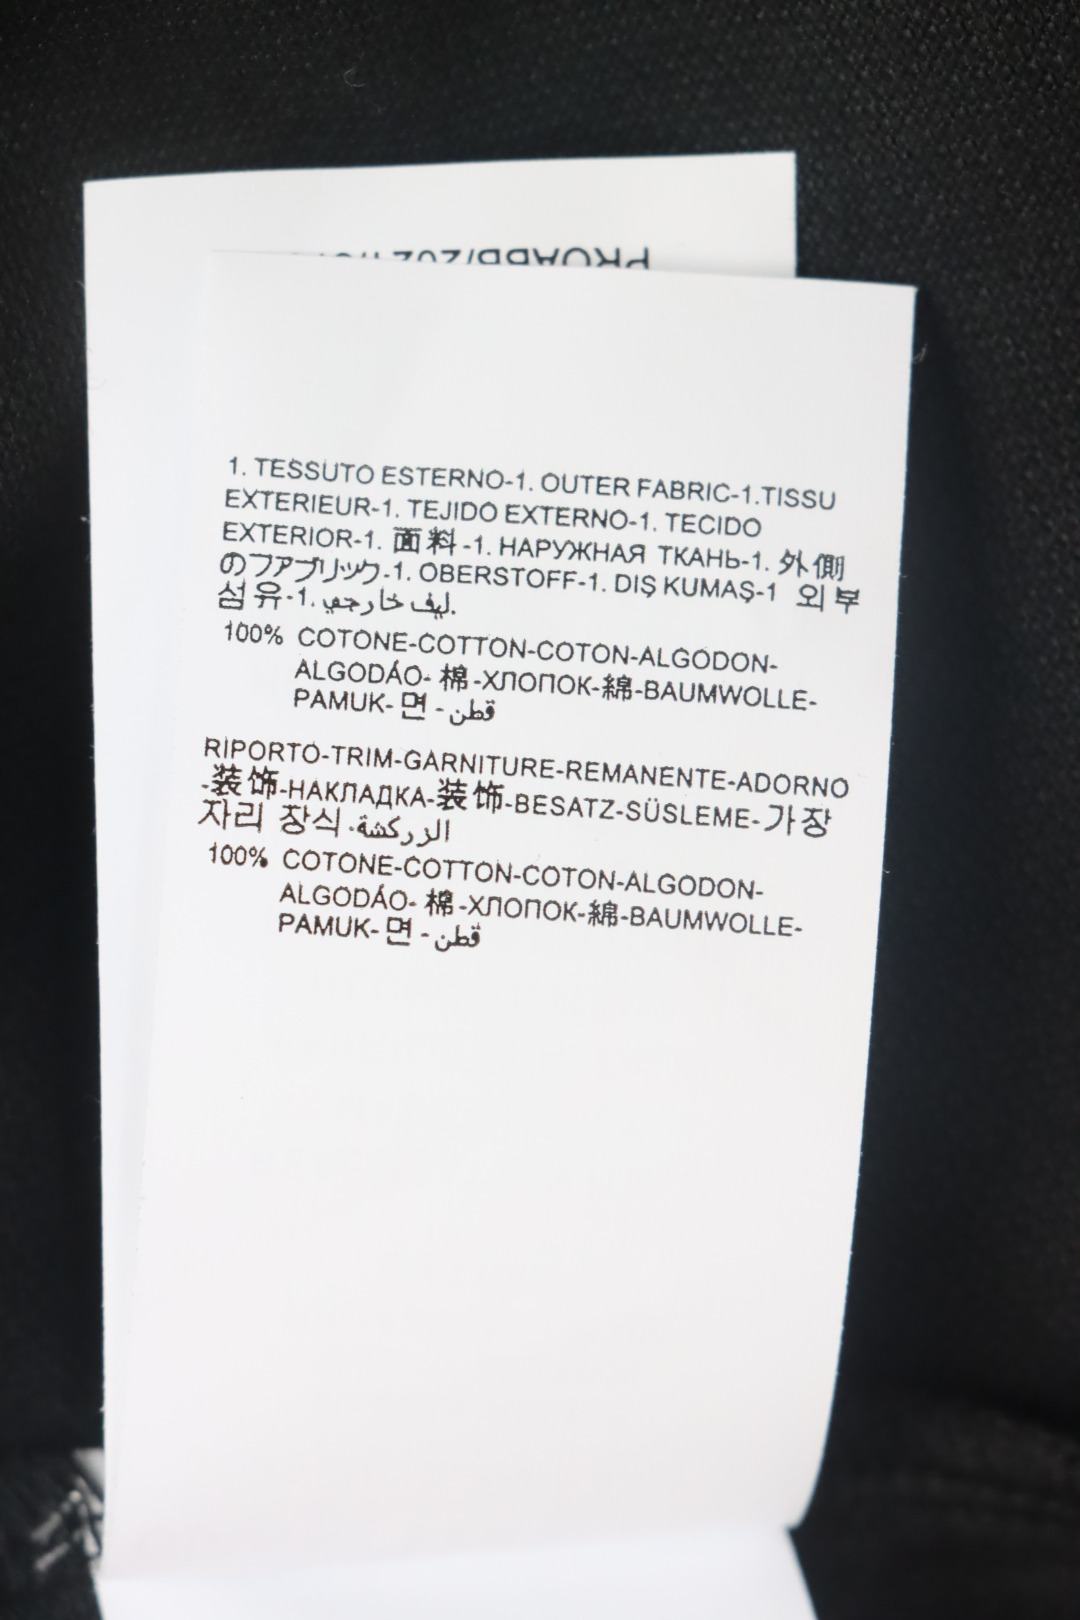 1. TESSUTO ESTERNO-1. OUTER FABRIC-1.TISSU
EXTERIEUR-1. TEJIDO EXTERNO-1. TECIDO
EXTERIOR-1. 面料-1. НАРУЖНАЯ ТКАНЬ-1. 外側
のファブリック-1. OBERSTOFF-1. DIŞ KUMAŞ-1 외부
섬유-1. ليف خارجي.
100% COTONE-COTTON-COTON-ALGODON-
ALGODÁO- 棉-ХЛОПОК-綿-BAUMWOLLE-
PAMUK- 면 - قطن
RIPORTO-TRIM-GARNITURE-REMANENTE-ADORNO
-装饰-НАКЛАДКА-装饰-BESATZ-SÜSLEME-가장
자리 장식-الزركشة
100% COTONE-COTTON-COTON-ALGODON-
ALGODÁO- 棉-ХЛОПОК-綿-BAUMWOLLE-
PAMUK- 면 - قطن